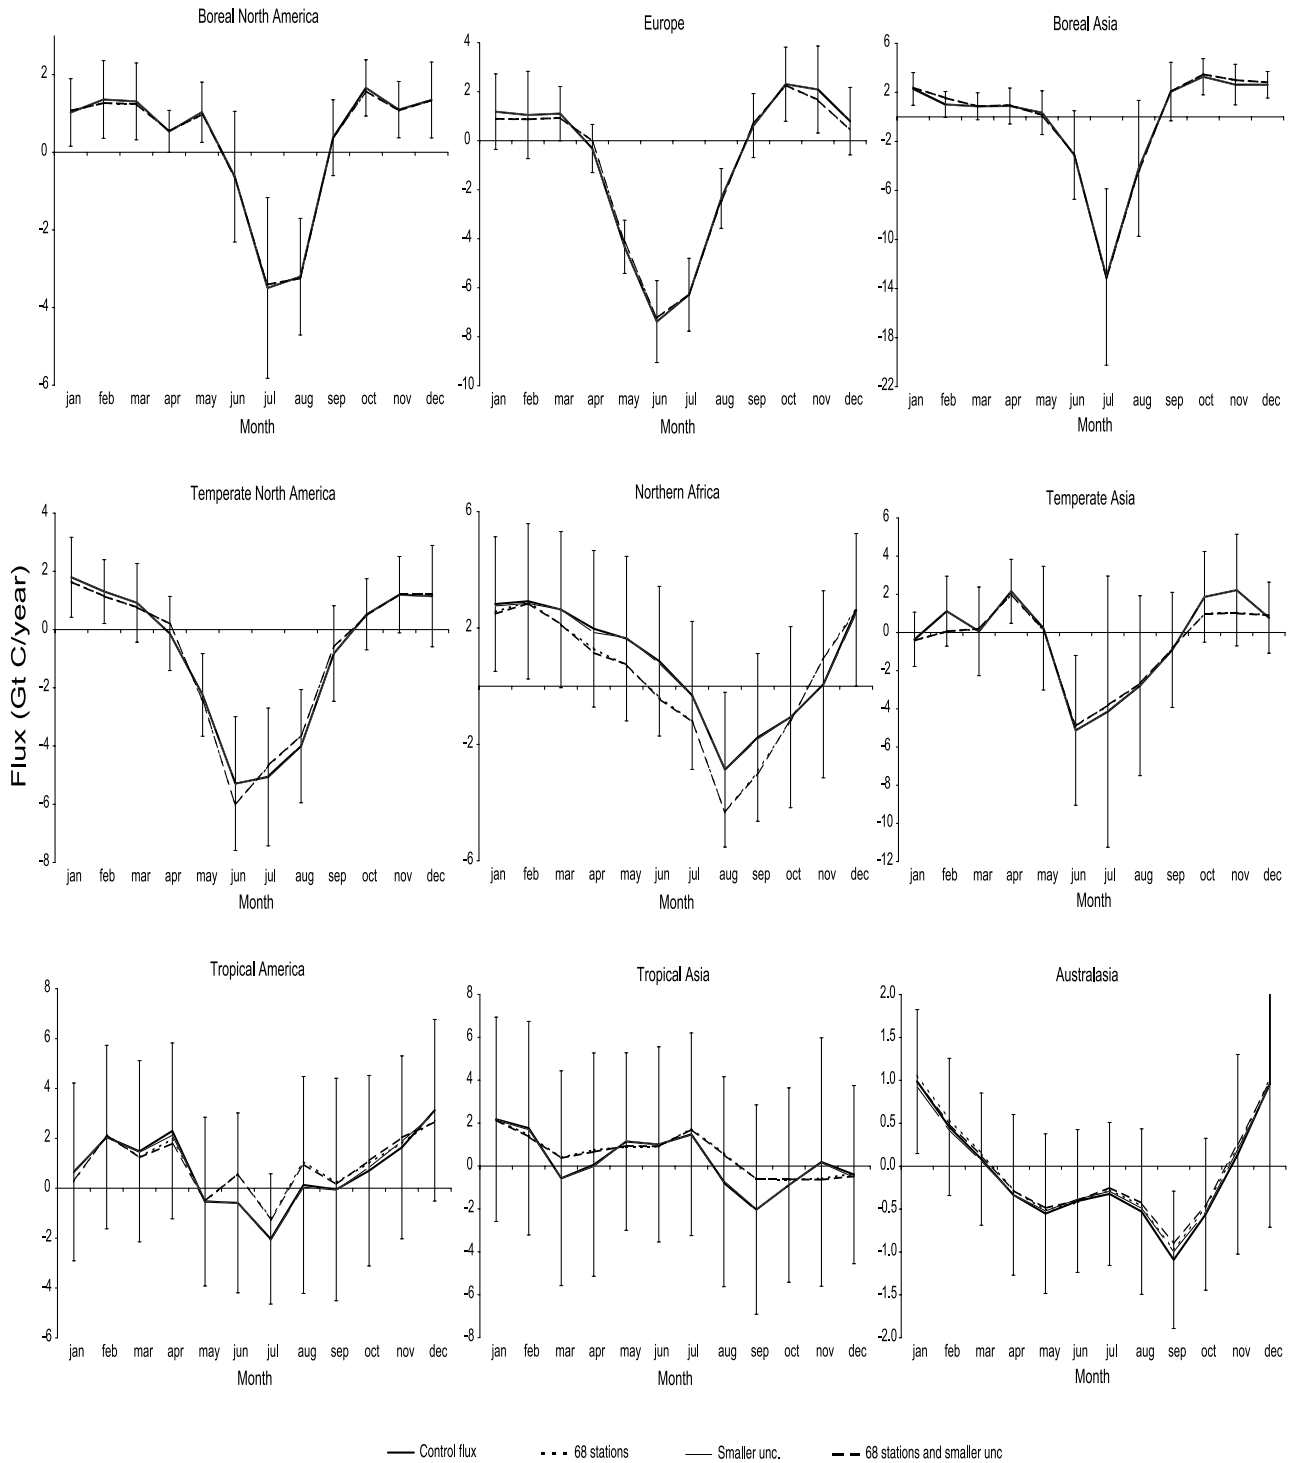 Boreal North America
2
0
-2
-4
-6
jan feb mar apr may jun jul aug sep oct nov dec
Month
Europe
4
2
0
-2
-4
-6
-8
-10
jan feb mar apr may jun jul aug sep oct nov dec
Month
Boreal Asia
6
2
-2
-6
-10
-14
-18
-22
jan feb mar apr may jun jul aug sep oct nov dec
Month
Flux (Gt C/year)
Temperate North America
4
2
0
-2
-4
-6
-8
jan feb mar apr may jun jul aug sep oct nov dec
Month
Northern Africa
6
2
-2
-6
jan feb mar apr may jun jul aug sep oct nov dec
Month
Temperate Asia
6
4
2
0
-2
-4
-6
-8
-10
-12
jan feb mar apr may jun jul aug sep oct nov dec
Month
Tropical America
8
6
4
2
0
-2
-4
-6
jan feb mar apr may jun jul aug sep oct nov dec
Month
Tropical Asia
8
6
4
2
0
-2
-4
-6
-8
jan feb mar apr may jun jul aug sep oct nov dec
Month
Australasia
2.0
1.5
1.0
0.5
0.0
-0.5
-1.0
-1.5
-2.0
jan feb mar apr may jun jul aug sep oct nov dec
Month
Control flux 68 stations Smaller unc. 68 stations and smaller unc